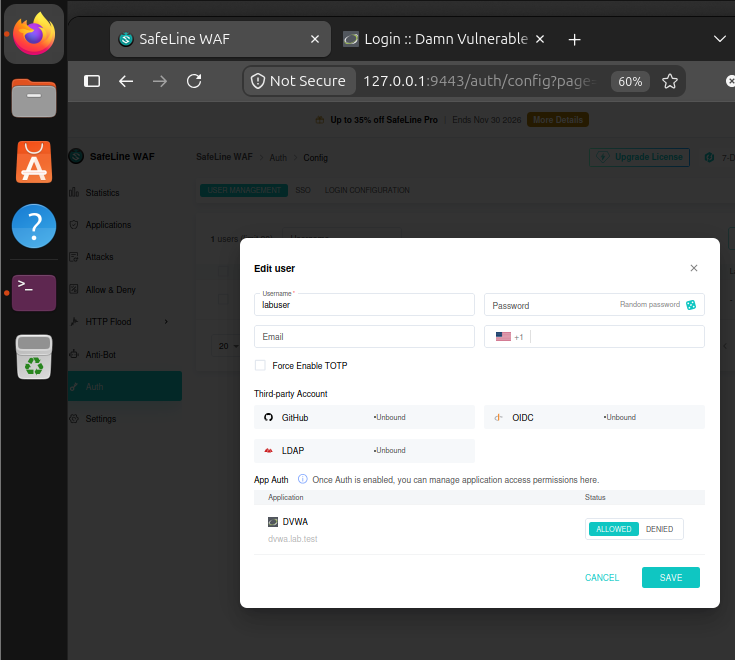 SafeLine WAF
Login :: Damn Vulnerable
Not Secure
127.0.0.1:9443/auth/config?page=
60%
Up to 35% off SafeLine Pro
Ends Nov 30 2026
More Details
SafeLine WAF
SafeLine WAF > Auth > Config
Upgrade License
7-D
Statistics
USER MANAGEMENT
SSO
LOGIN CONFIGURATION
Applications
1 users
Username
Attacks
Allow & Deny
HTTP Flood
20
Anti-Bot
Auth
Settings
Edit user
Username *
labuser
Password
Random password
Email
+1
Force Enable TOTP
Third-party Account
GitHub
•Unbound
OIDC
•Unbound
LDAP
•Unbound
App Auth
Once Auth is enabled, you can manage application access permissions here.
Application
Status
DVWA
dvwa.lab.test
ALLOWED
DENIED
CANCEL
SAVE